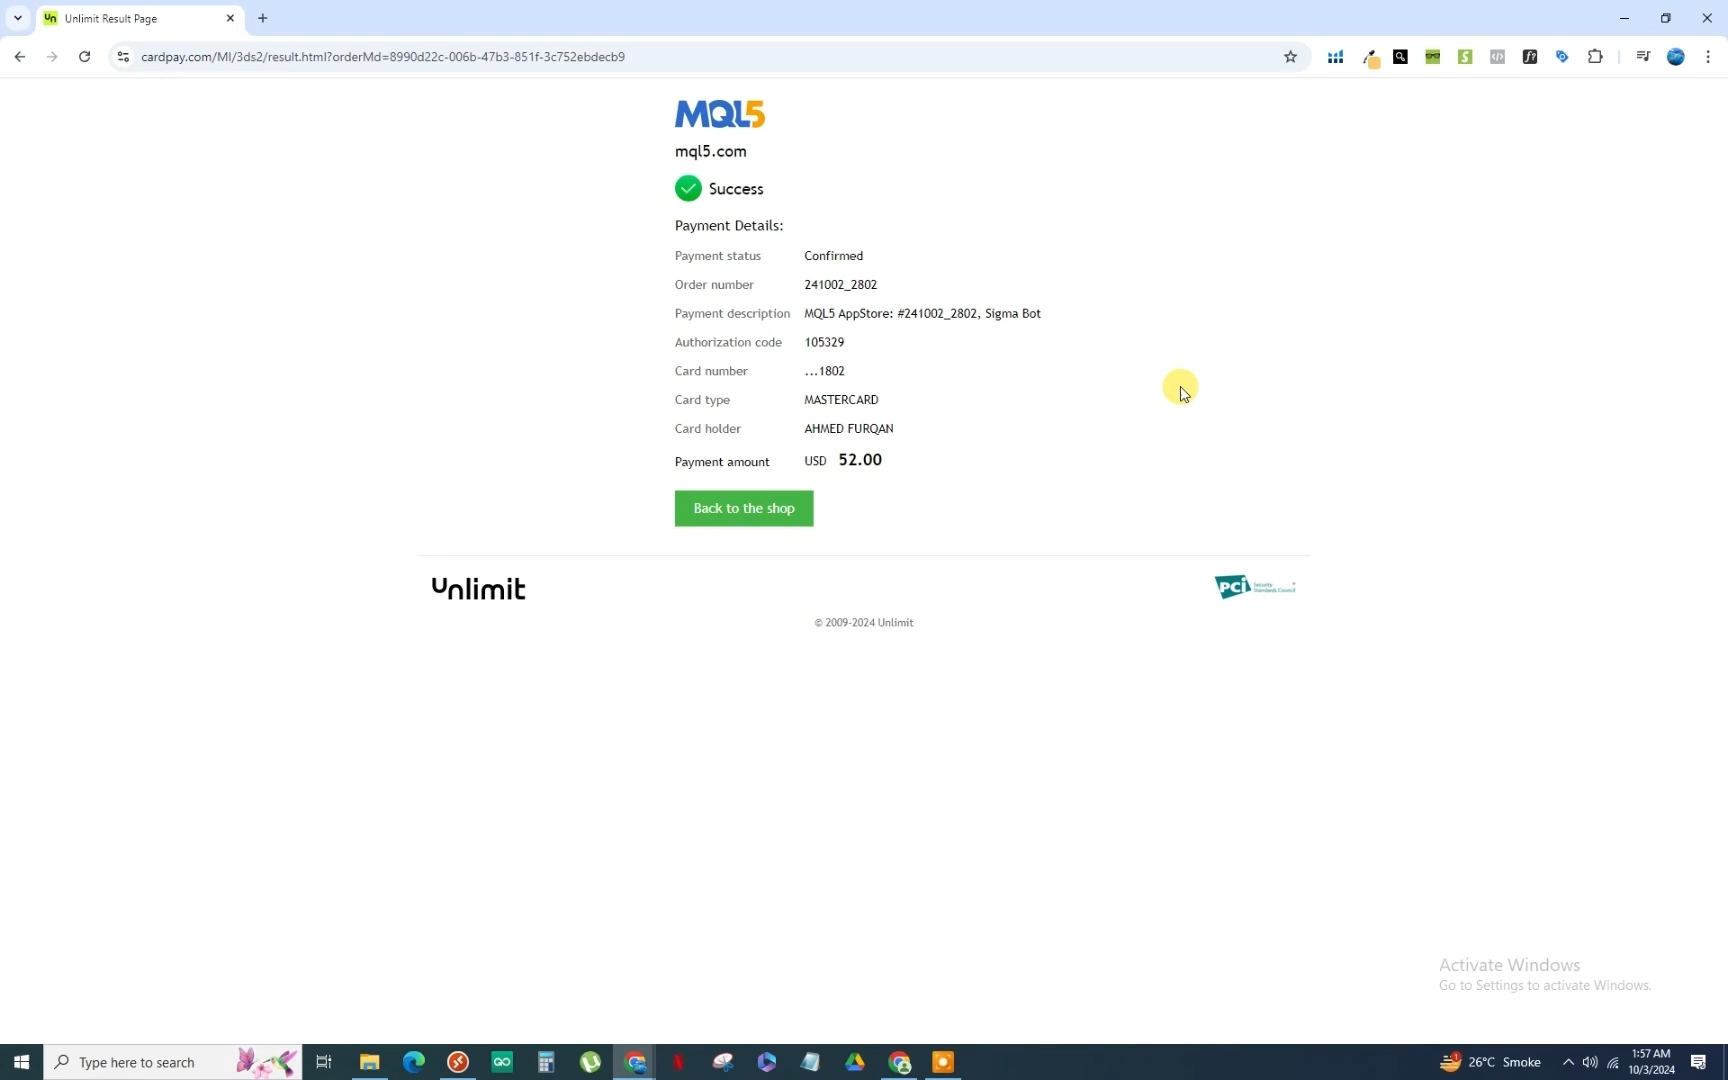 Unlimit Result Page
cardpay.com/MI/3ds2/result.html?orderMd=8990d22c-006b-47b3-851f-3c752ebdecb9
MQL5
mql5.com
Success
Payment Details:
Payment status Confirmed
Order number 241002_2802
Payment description MQL5 AppStore: #241002_2802, Sigma Bot
Authorization code 105329
Card number ...1802
Card type MASTERCARD
Card holder AHMED FURQAN
Payment amount USD 52.00
Back to the shop
Unlimit
PCI Security Standards Council
© 2009-2024 Unlimit
Activate Windows
Go to Settings to activate Windows.
Type here to search
26°C Smoke
1:57 AM
10/3/2024